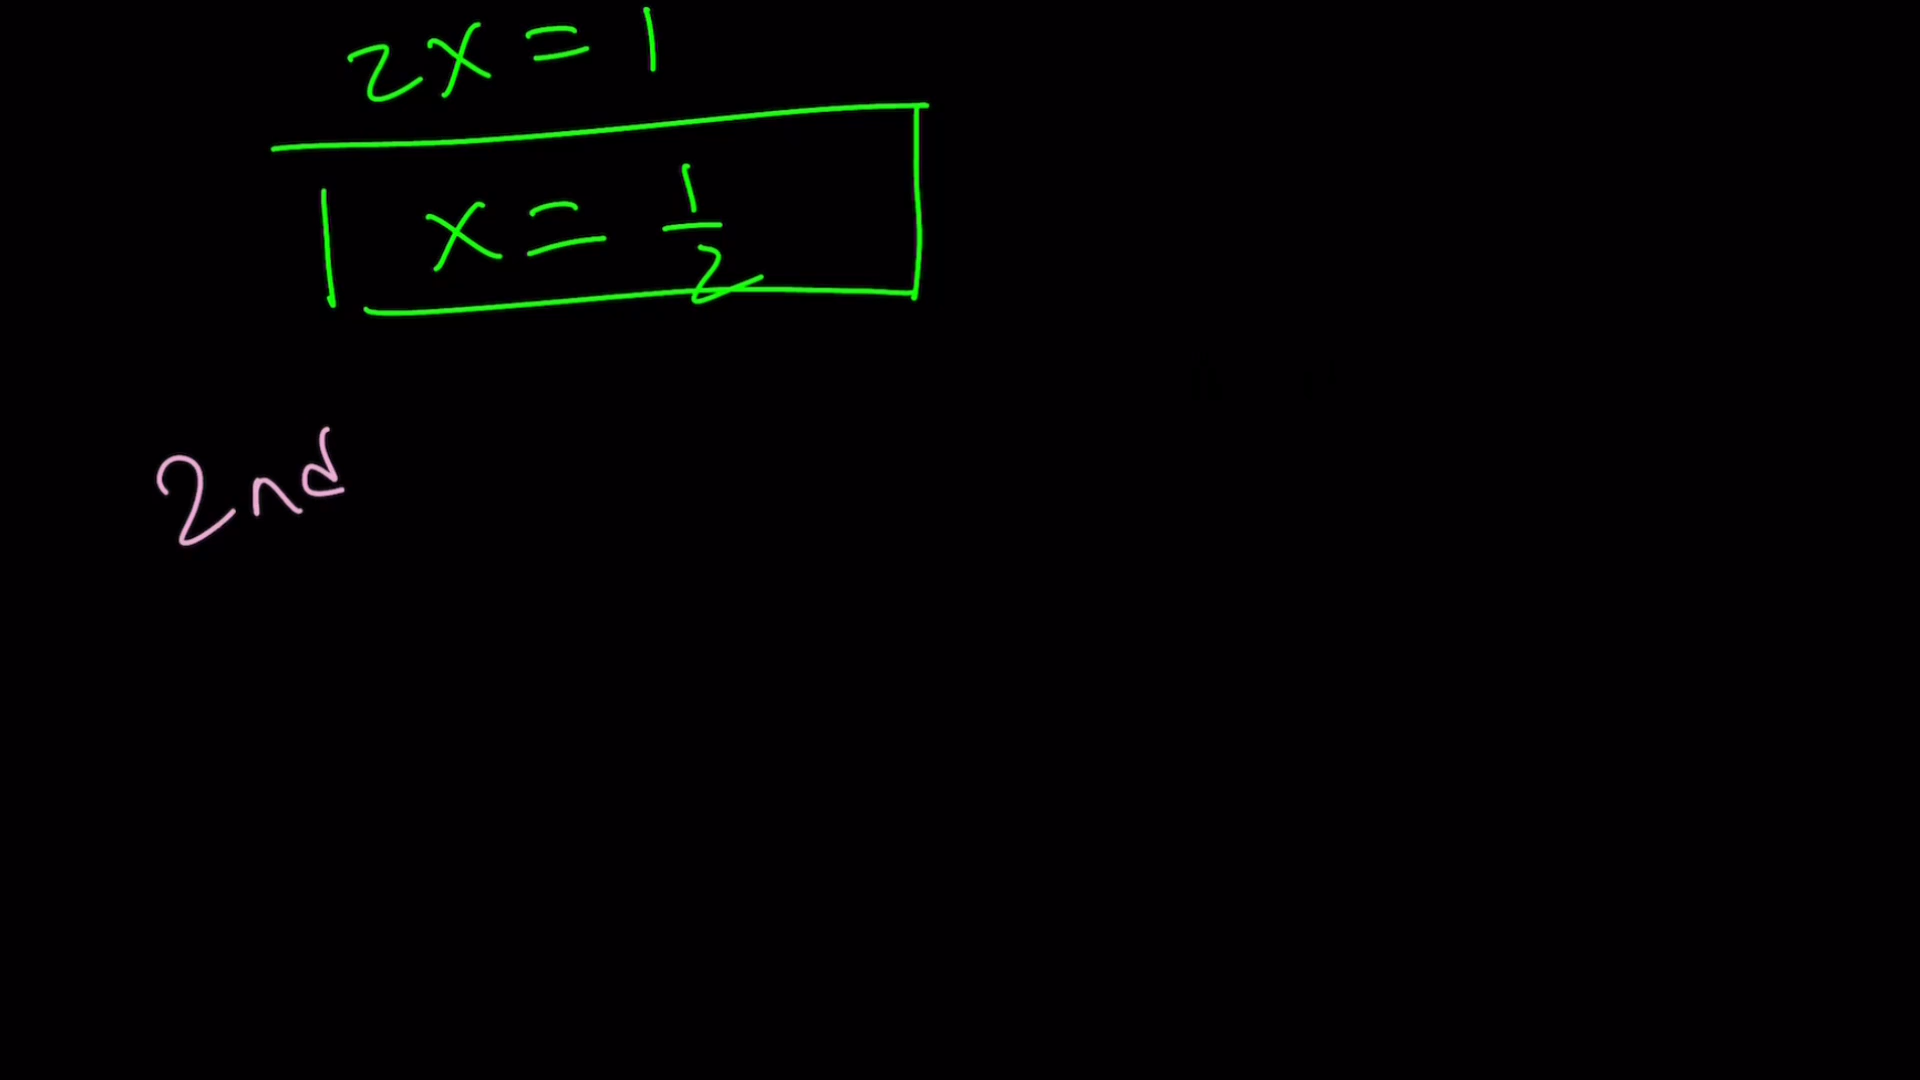 2x = 1
x = 1/2
2nd